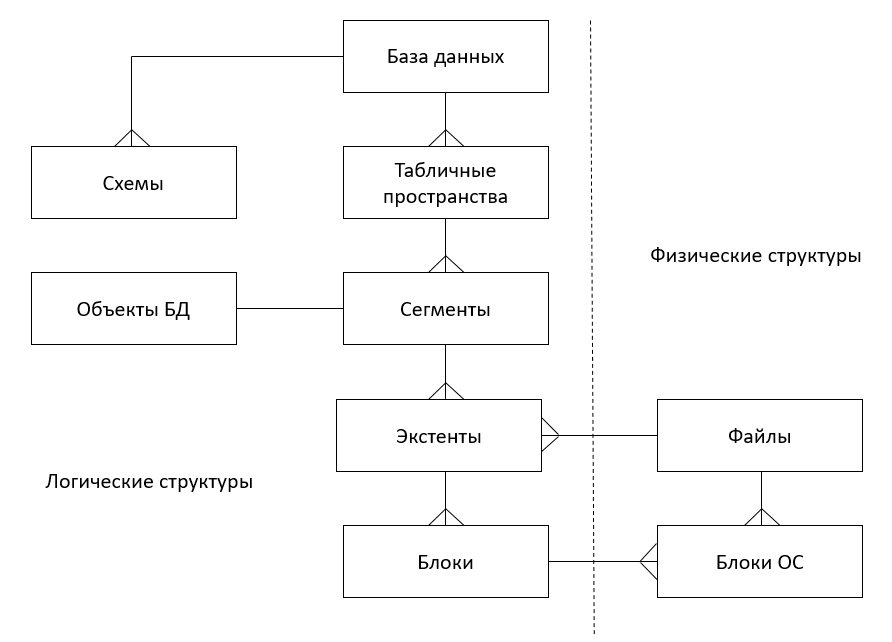 База данных
Схемы
Табличные
пространства
Физические структуры
Объекты БД
Сегменты
Экстенты
Файлы
Логические структуры
Блоки
Блоки ОС